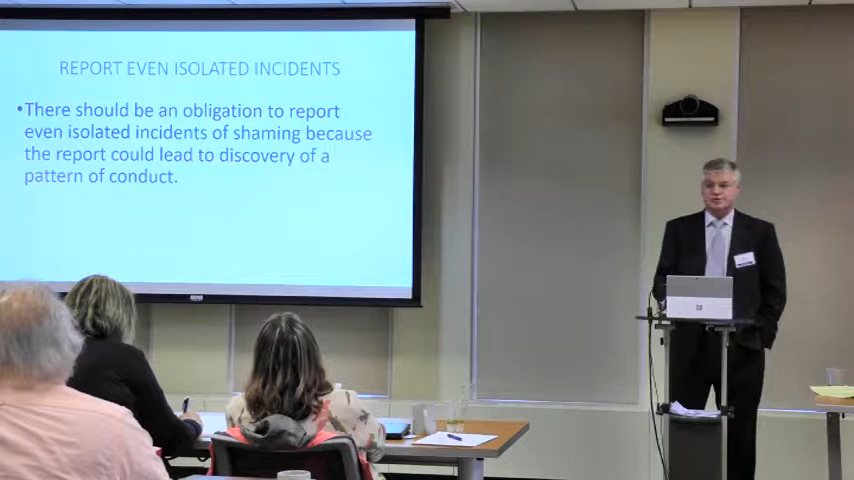 REPORT EVEN ISOLATED INCIDENTS
•There should be an obligation to report
even isolated incidents of shaming because
the report could lead to discovery of a
pattern of conduct.